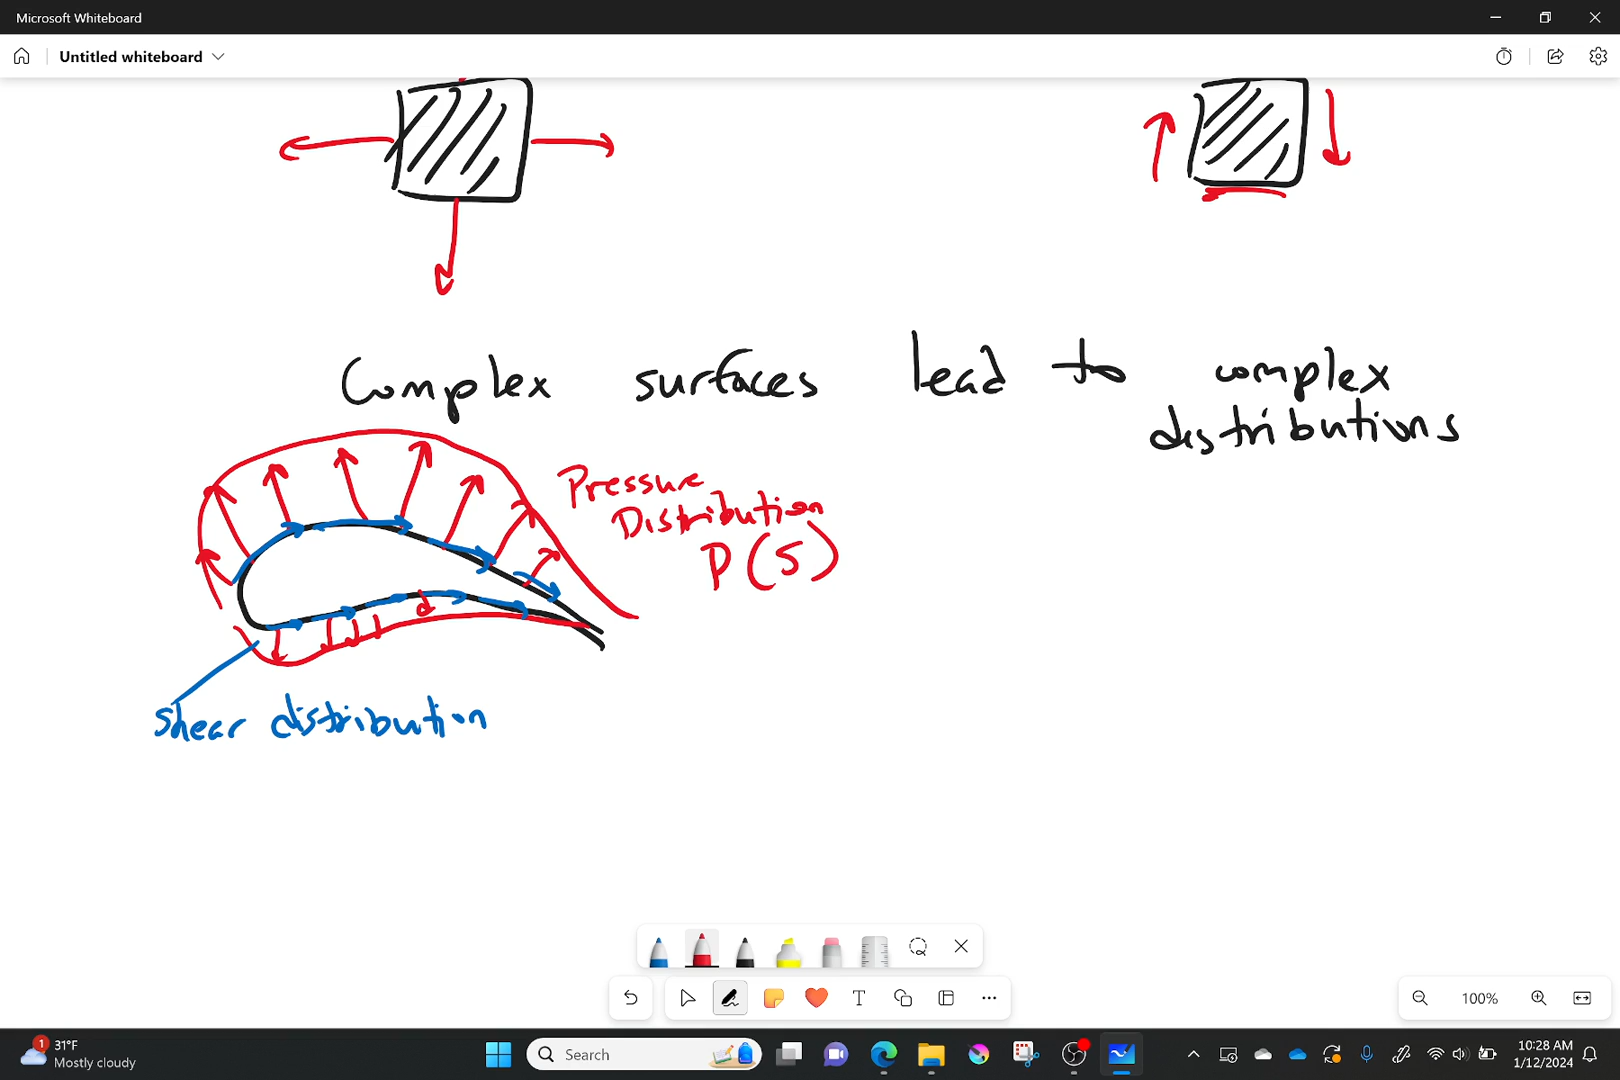 Microsoft Whiteboard
Untitled whiteboard
Complex surfaces lead to complex
distributions
Pressure
Distribution
P(S)
Shear distribution
T
100%
1
31°F
Mostly cloudy
Search
10:28 AM
1/12/2024